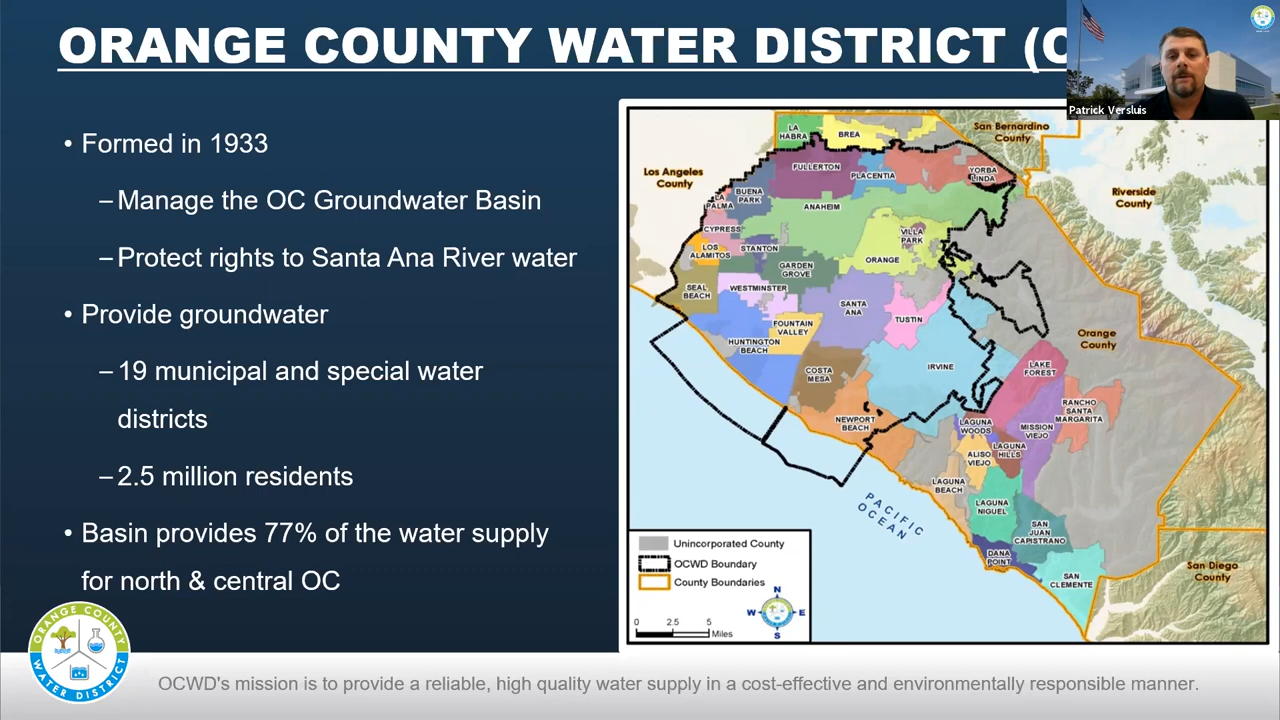 ORANGE COUNTY WATER DISTRICT (
Patrick Versluis
• Formed in 1933
– Manage the OC Groundwater Basin
– Protect rights to Santa Ana River water
• Provide groundwater
– 19 municipal and special water
districts
– 2.5 million residents
• Basin provides 77% of the water supply
for north & central OC
San Bernardino
County
Los Angeles
County
Riverside
County
Orange
County
San Diego
County
LA
HABRA
BREA
FULLERTON
PLACENTIA
YORBA
LINDA
BUENA
PARK
LA
PALMA
ANAHEIM
CYPRESS
VILLA
PARK
LOS
ALAMITOS
STANTON
ORANGE
GARDEN
GROVE
SEAL
BEACH
WESTMINSTER
SANTA
ANA
TUSTIN
FOUNTAIN
VALLEY
HUNTINGTON
BEACH
COSTA
MESA
IRVINE
LAKE
FOREST
NEWPORT
BEACH
RANCHO
SANTA
MARGARITA
LAGUNA
WOODS
MISSION
VIEJO
LAGUNA
HILLS
ALISO
VIEJO
LAGUNA
BEACH
LAGUNA
NIGUEL
SAN
JUAN
CAPISTRANO
DANA
POINT
SAN
CLEMENTE
PACIFIC
OCEAN
Unincorporated County
OCWD Boundary
County Boundaries
N
W E
S
0 2.5 5
Miles
ORANGE COUNTY
WATER DISTRICT
OCWD's mission is to provide a reliable, high quality water supply in a cost-effective and environmentally responsible manner.